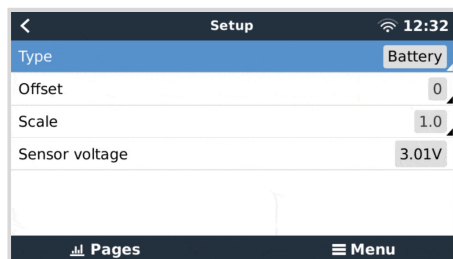 Setup 12:32
Type Battery
Offset 0
Scale 1.0
Sensor voltage 3.01V
Pages Menu